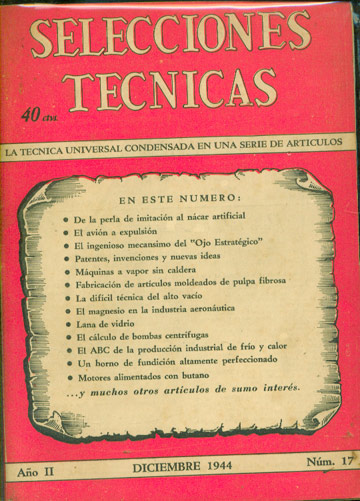 SELECCIONES
TECNICAS
40 ctvs
LA TECNICA UNIVERSAL CONDENSADA EN UNA SERIE DE ARTICULOS
EN ESTE NUMERO:
• De la perla de imitación al nácar artificial
• El avión a expulsión
• El ingenioso mecansimo del "Ojo Estratégico"
• Patentes, invenciones y nuevas ideas
• Máquinas a vapor sin caldera
• Fabricación de artículos moldeados de pulpa fibrosa
• La difícil técnica del alto vacío
• El magnesio en la industria aeronáutica
• Lana de vidrio
• El cálculo de bombas centrífugas
• El ABC de la producción industrial de frío y calor
• Un horno de fundición altamente perfeccionado
• Motores alimentados con butano
...y muchos otros artículos de sumo interés.
Año II DICIEMBRE 1944 Núm. 17